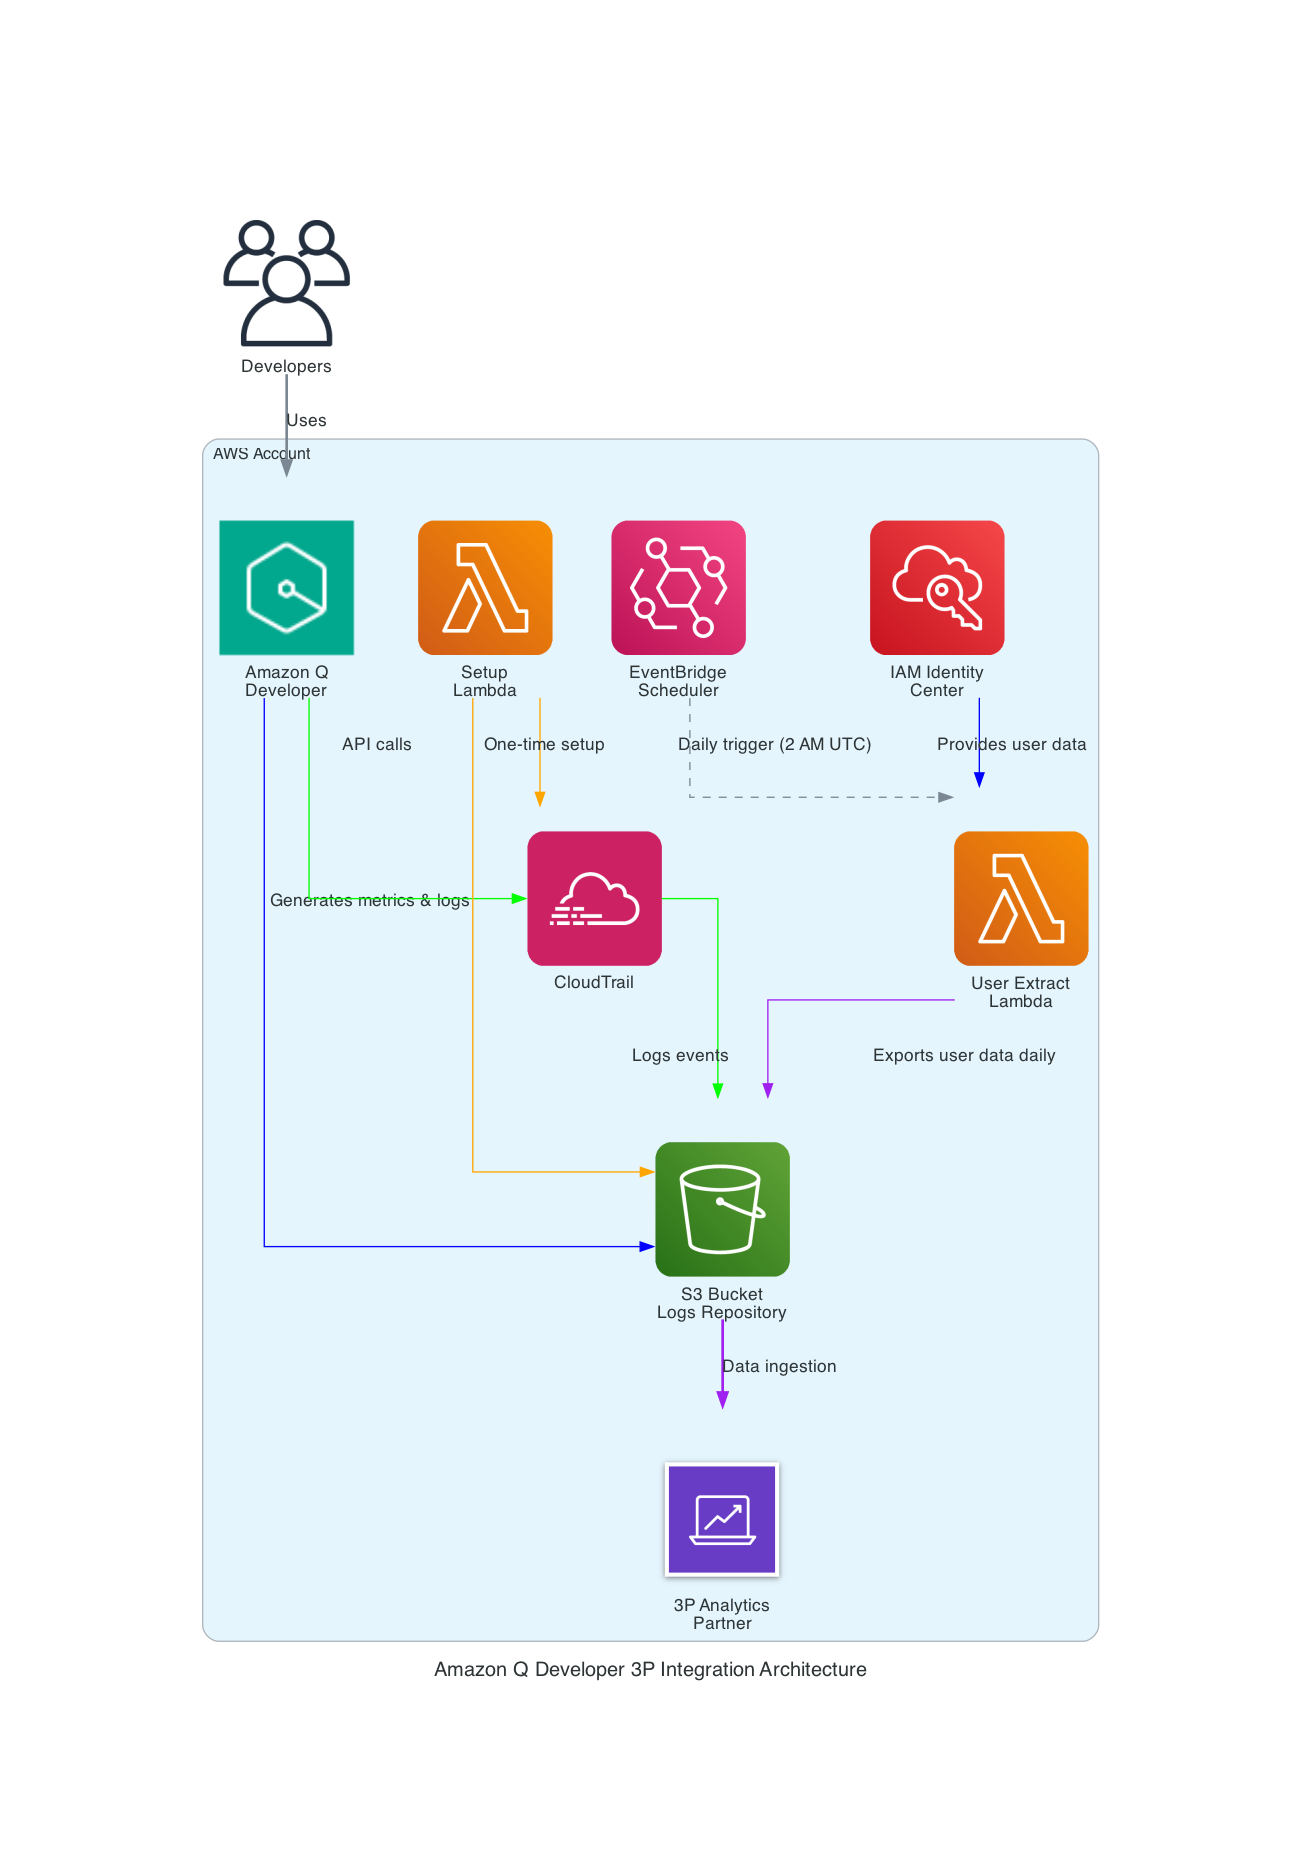 Developers
Uses
AWS Account
Amazon Q
Developer
Setup
Lambda
EventBridge
Scheduler
IAM Identity
Center
API calls
One-time setup
Daily trigger (2 AM UTC)
Provides user data
Generates metrics & logs
CloudTrail
User Extract
Lambda
Logs events
Exports user data daily
S3 Bucket
Logs Repository
Data ingestion
3P Analytics
Partner
Amazon Q Developer 3P Integration Architecture